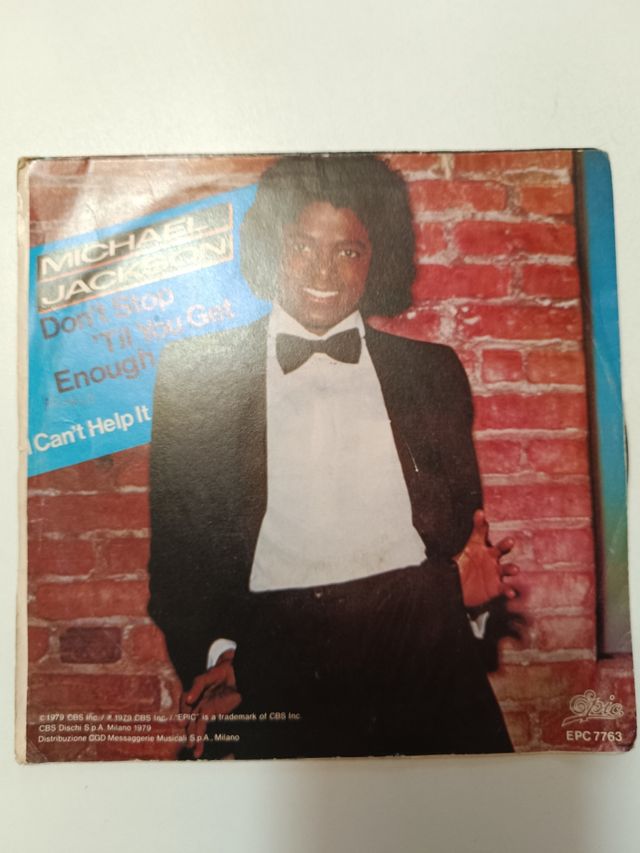 MICHAEL
JACKSON
Don't Stop
'Til You Get
Enough
I Can't Help It
© 1979 CBS Inc. / ℗ 1979 CBS Inc. / "EPIC" is a trademark of CBS Inc.
CBS Dischi S.p.A. Milano 1979
Distribuzione CGD Messaggerie Musicali S.p.A. Milano
Epic
EPC 7763